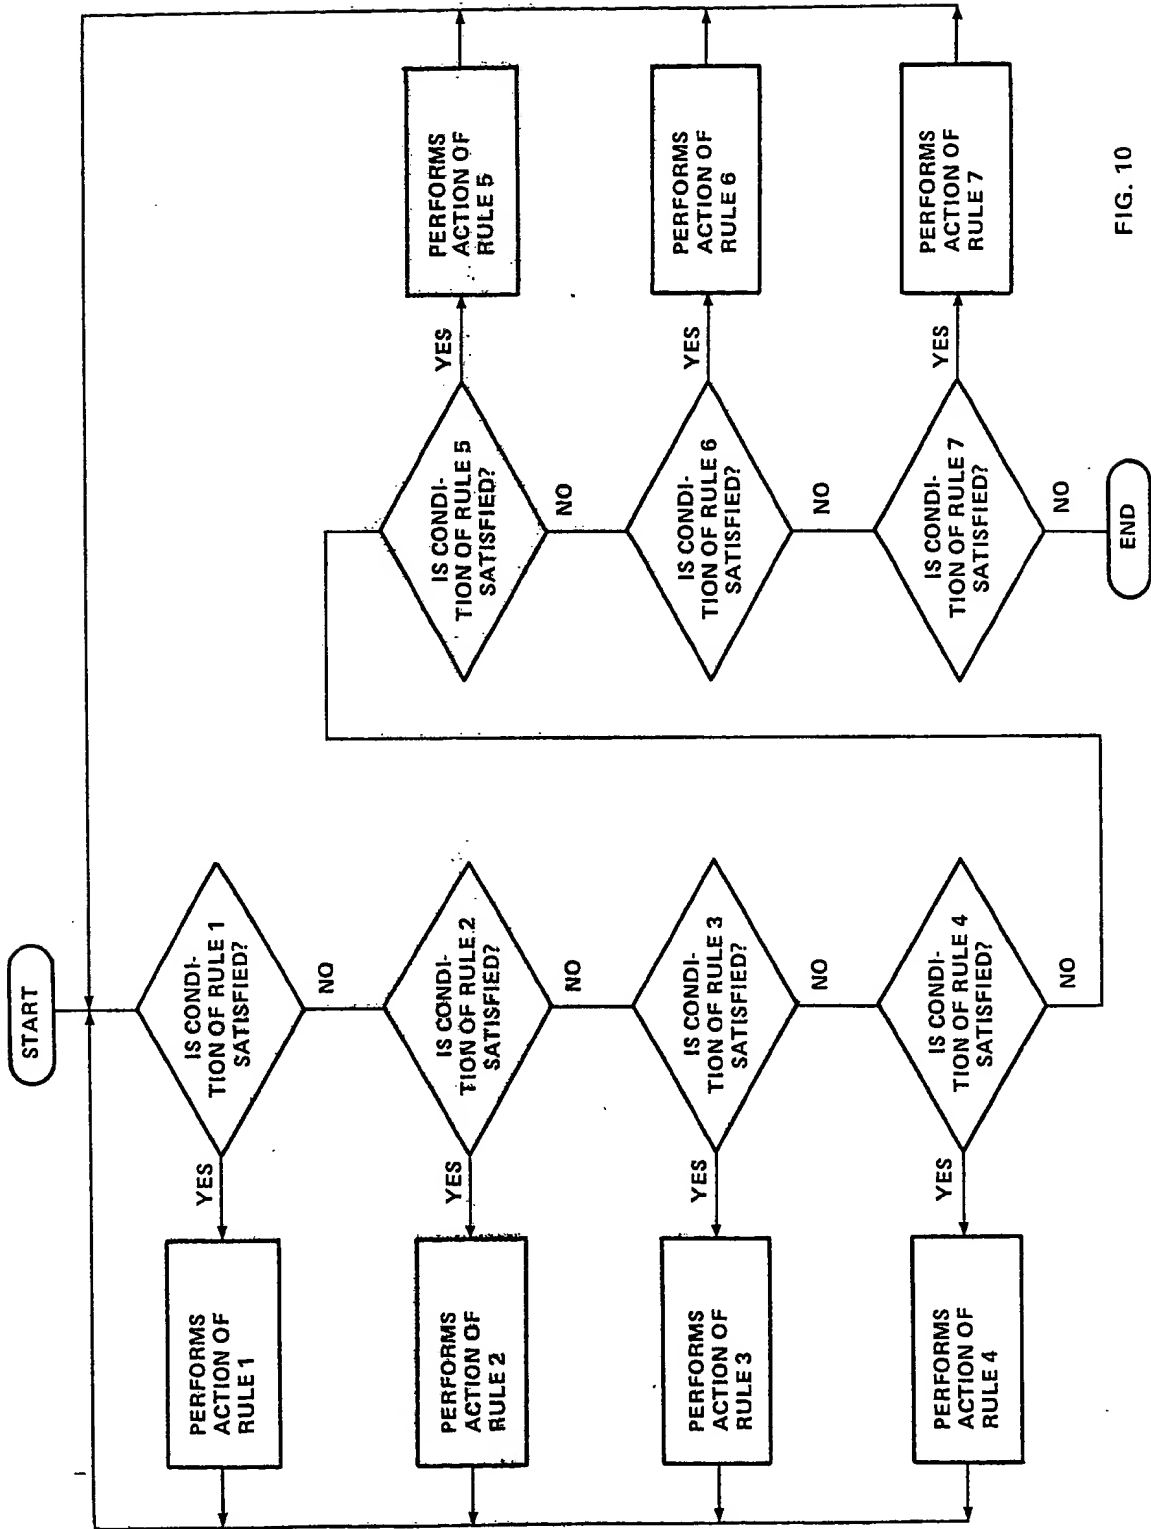 START
IS CONDI-
TION OF RULE 1
SATISFIED?
YES
NO
PERFORMS
ACTION OF
RULE 1
IS CONDI-
TION OF RULE 2
SATISFIED?
YES
NO
PERFORMS
ACTION OF
RULE 2
IS CONDI-
TION OF RULE 3
SATISFIED?
YES
NO
PERFORMS
ACTION OF
RULE 3
IS CONDI-
TION OF RULE 4
SATISFIED?
YES
NO
PERFORMS
ACTION OF
RULE 4
IS CONDI-
TION OF RULE 5
SATISFIED?
YES
NO
PERFORMS
ACTION OF
RULE 5
IS CONDI-
TION OF RULE 6
SATISFIED?
YES
NO
PERFORMS
ACTION OF
RULE 6
IS CONDI-
TION OF RULE 7
SATISFIED?
YES
NO
PERFORMS
ACTION OF
RULE 7
END
FIG. 10